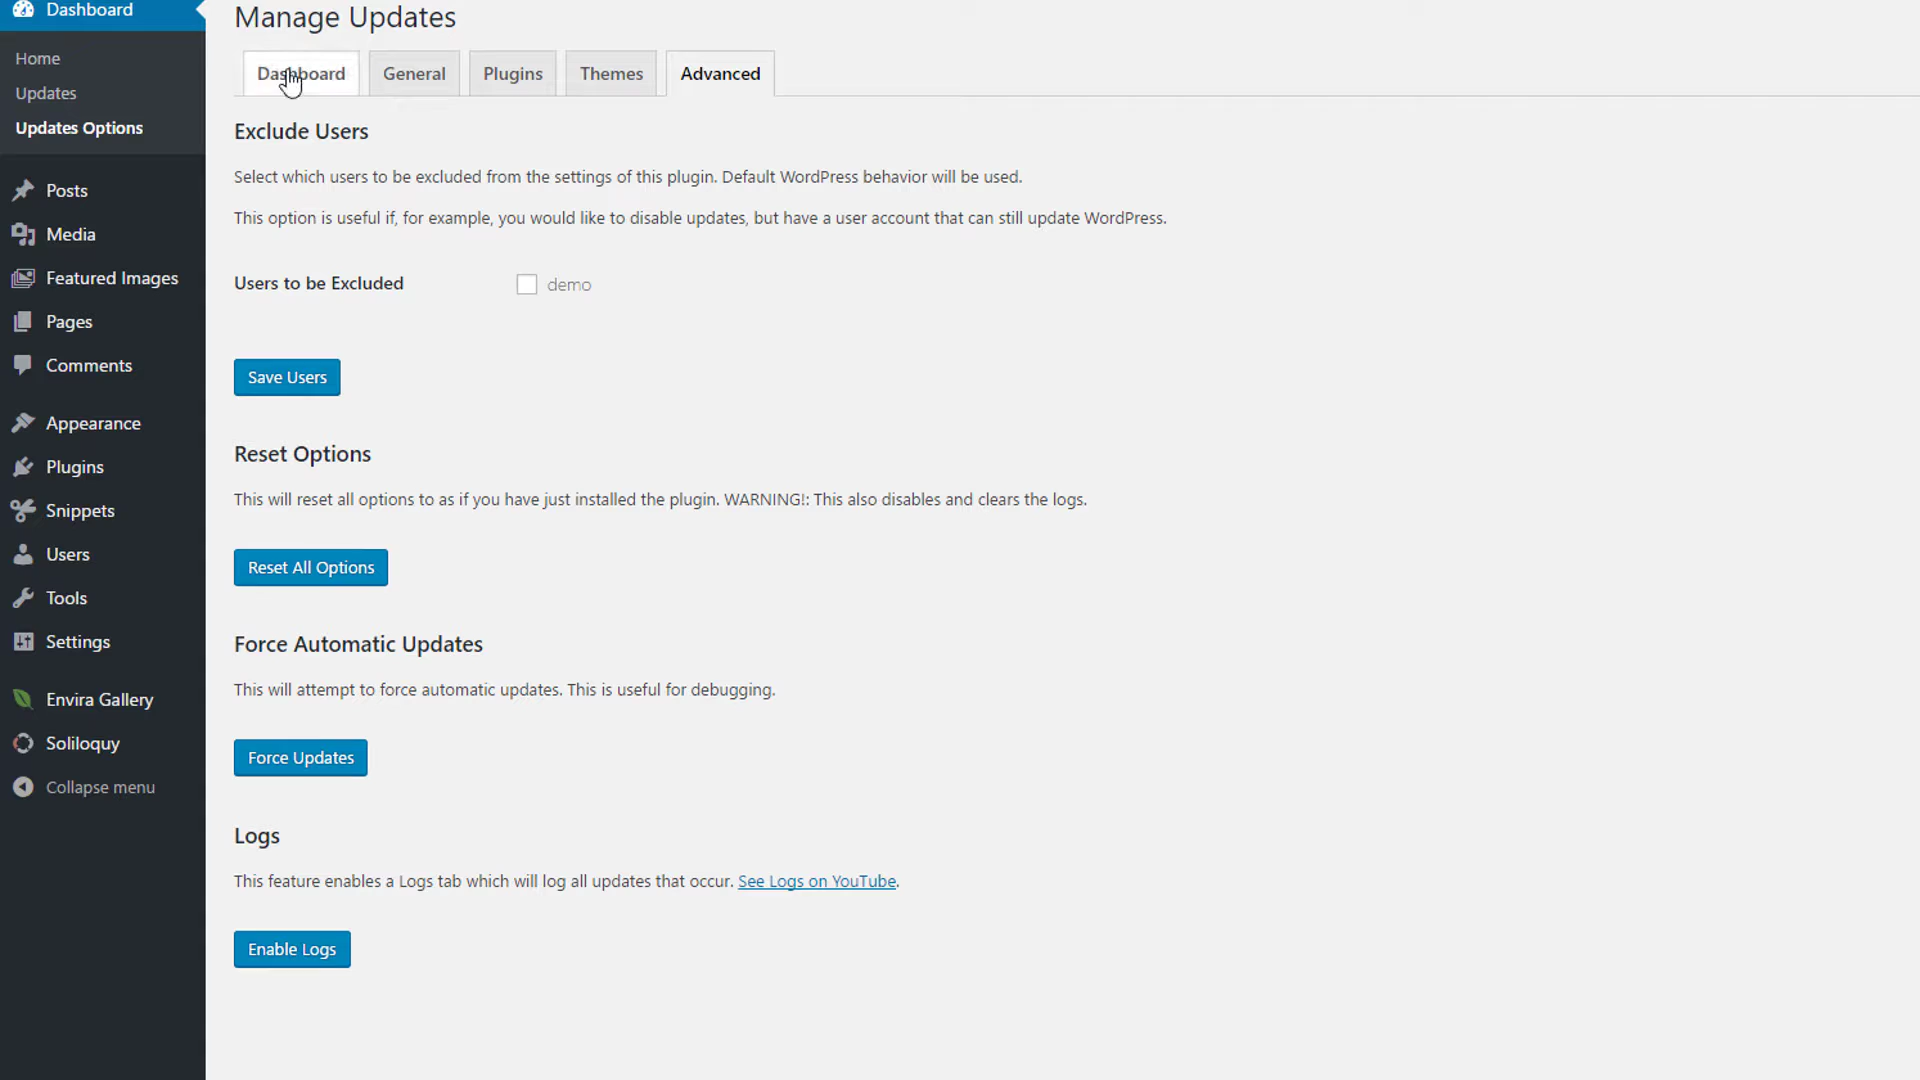 Dashboard
Home
Updates
Updates Options
Posts
Media
Featured Images
Pages
Comments
Appearance
Plugins
Snippets
Users
Tools
Settings
Envira Gallery
Soliloquy
Collapse menu
Manage Updates
Dashboard General Plugins Themes Advanced
Exclude Users
Select which users to be excluded from the settings of this plugin. Default WordPress behavior will be used.
This option is useful if, for example, you would like to disable updates, but have a user account that can still update WordPress.
Users to be Excluded demo
Save Users
Reset Options
This will reset all options to as if you have just installed the plugin. WARNING!: This also disables and clears the logs.
Reset All Options
Force Automatic Updates
This will attempt to force automatic updates. This is useful for debugging.
Force Updates
Logs
This feature enables a Logs tab which will log all updates that occur. See Logs on YouTube.
Enable Logs